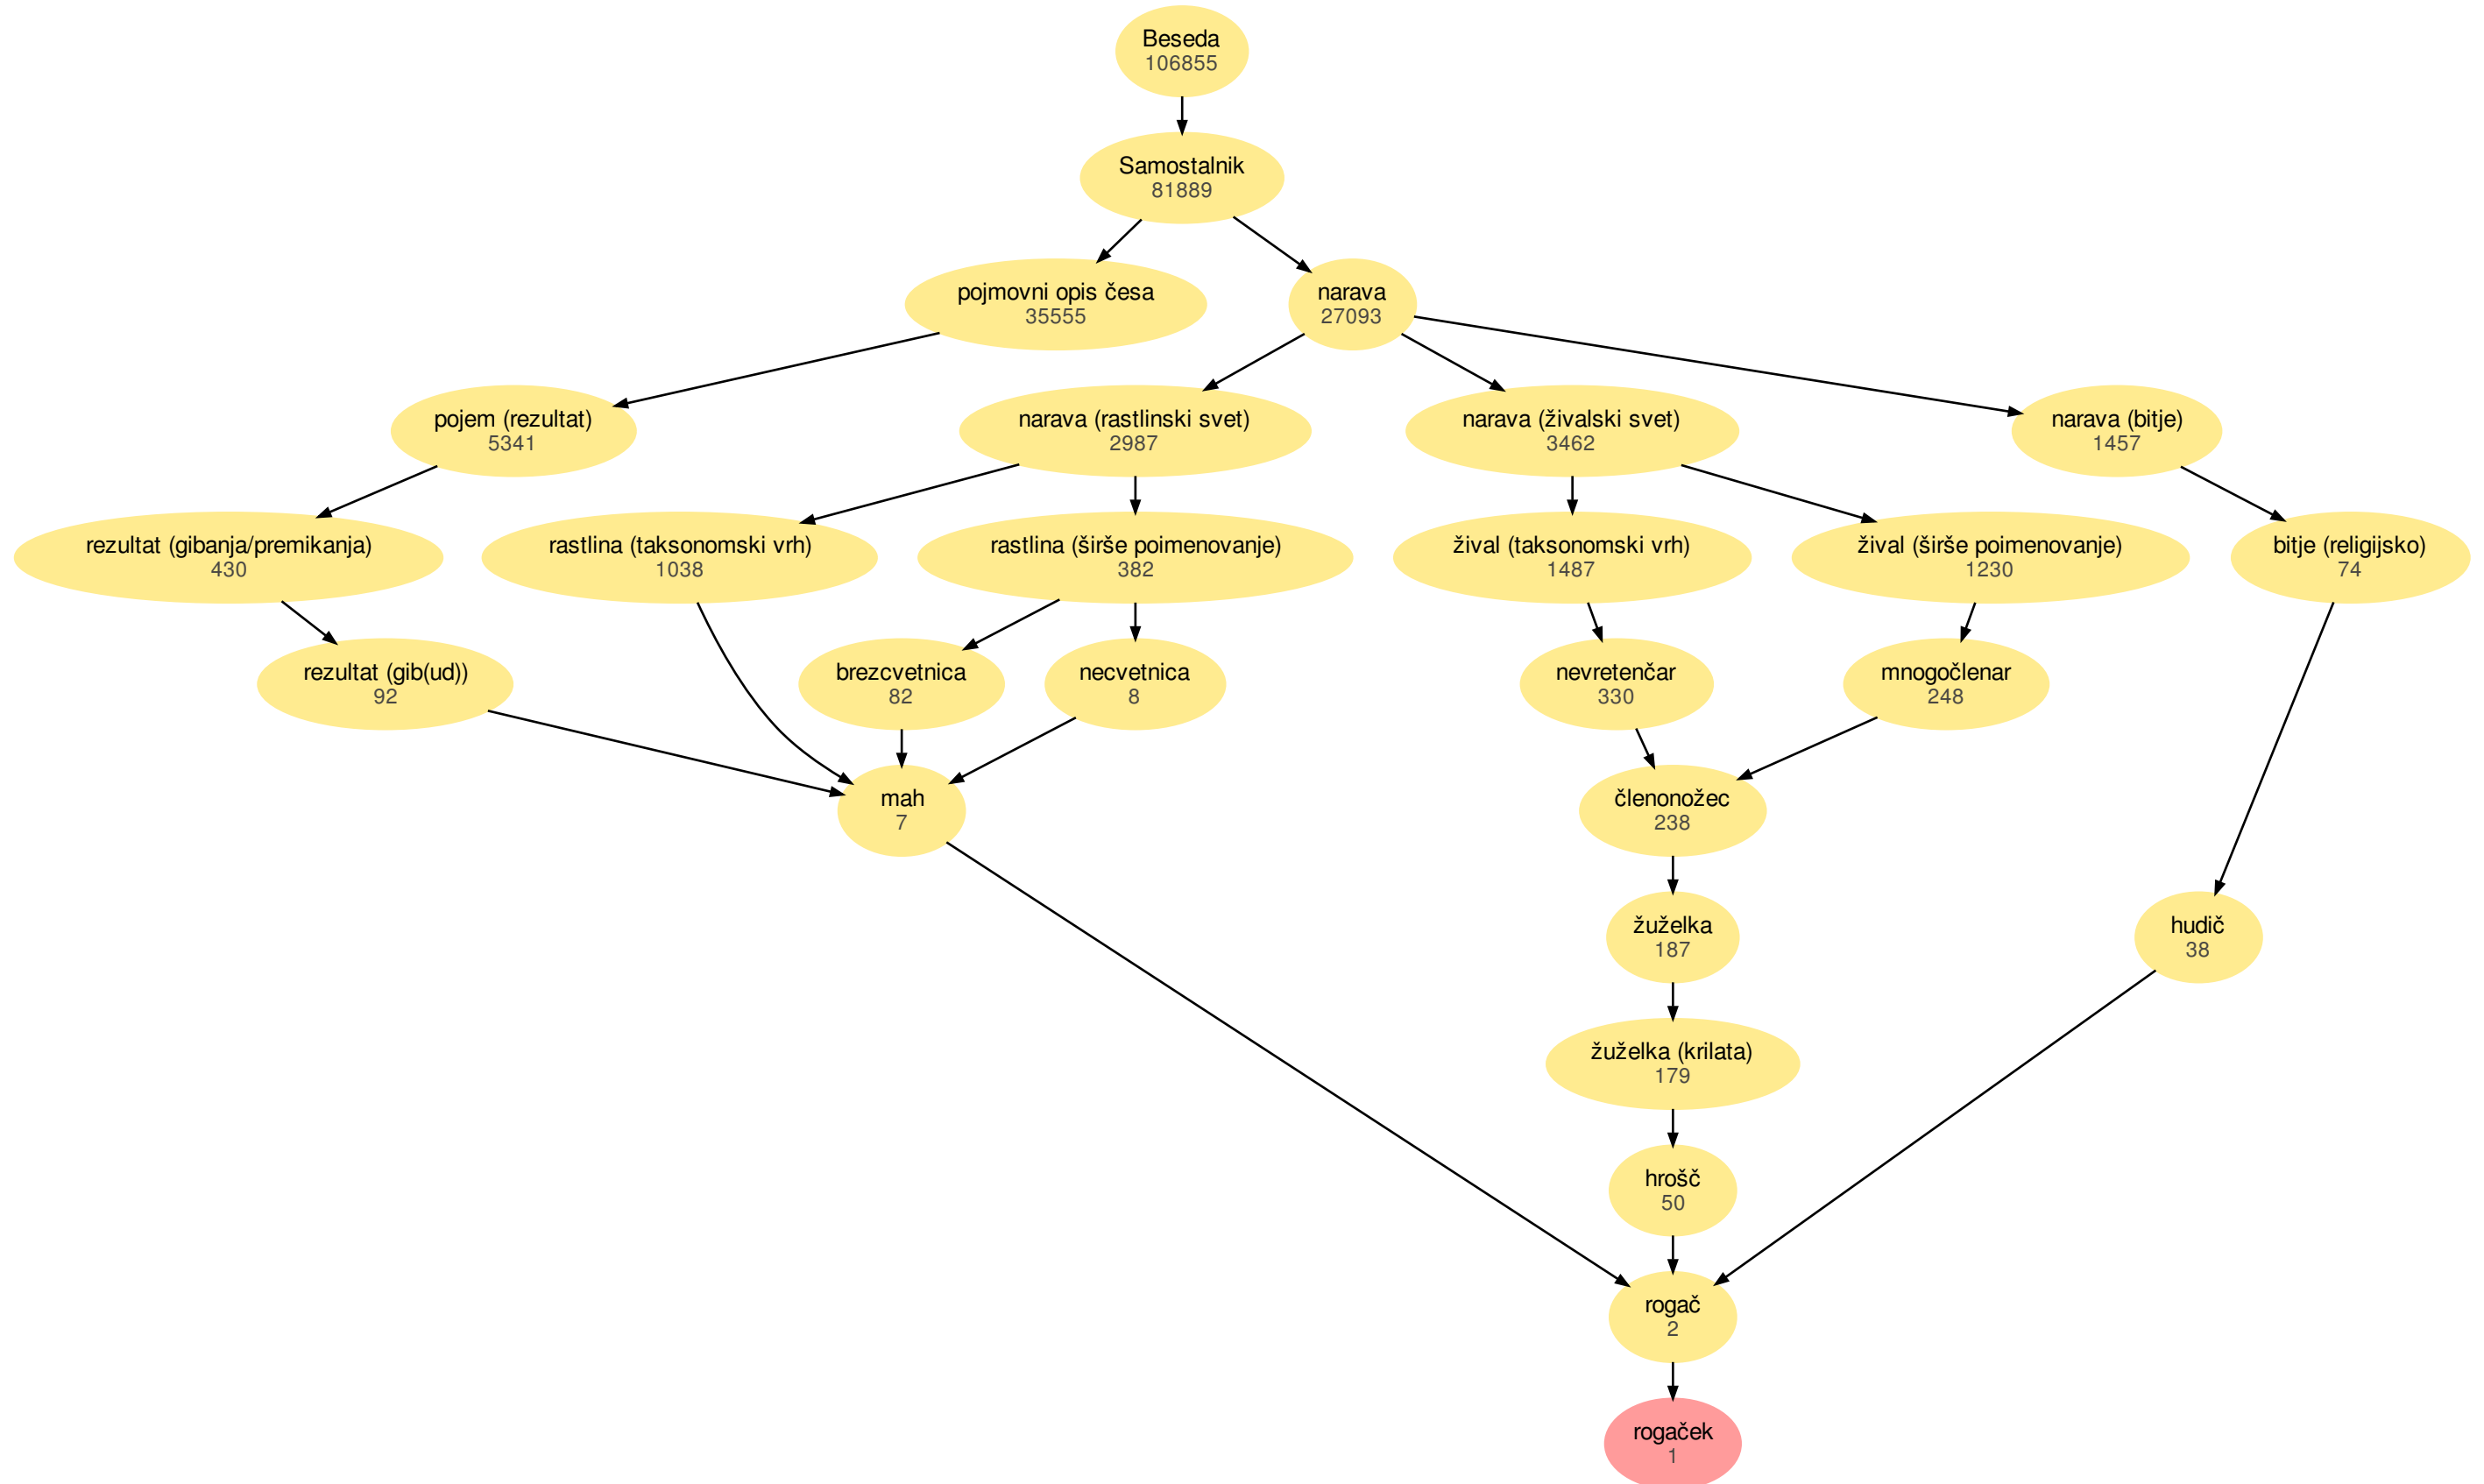 Beseda
106855
Samostalnik
81889
pojmovni opis česa
35555
narava
27093
pojem (rezultat)
5341
narava (rastlinski svet)
2987
narava (živalski svet)
3462
narava (bitje)
1457
rezultat (gibanja/premikanja)
430
rastlina (taksonomski vrh)
1038
rastlina (širše poimenovanje)
382
žival (taksonomski vrh)
1487
žival (širše poimenovanje)
1230
bitje (religijsko)
74
rezultat (gib(ud))
92
brezcvetnica
82
necvetnica
8
nevretenčar
330
mnogočlenar
248
mah
7
členonožec
238
žuželka
187
hudič
38
žuželka (krilata)
179
hrošč
50
rogač
2
rogaček
1